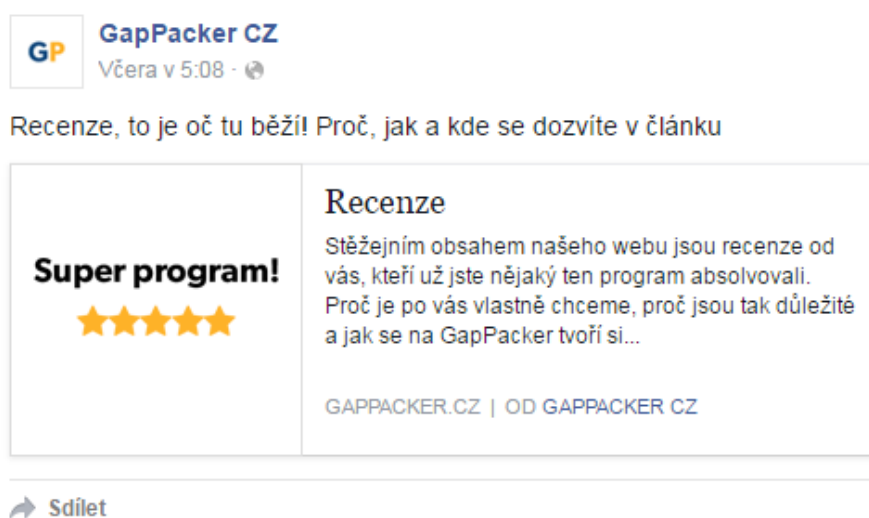 GP
GapPacker CZ
Včera v 5:08 ·
Recenze, to je oč tu běží! Proč, jak a kde se dozvíte v článku
Super program!
Recenze
Stěžejním obsahem našeho webu jsou recenze od
vás, kteří už jste nějaký ten program absolvovali.
Proč je po vás vlastně chceme, proč jsou tak důležité
a jak se na GapPacker tvoří si...
GAPPACKER.CZ | OD GAPPACKER CZ
Sdílet